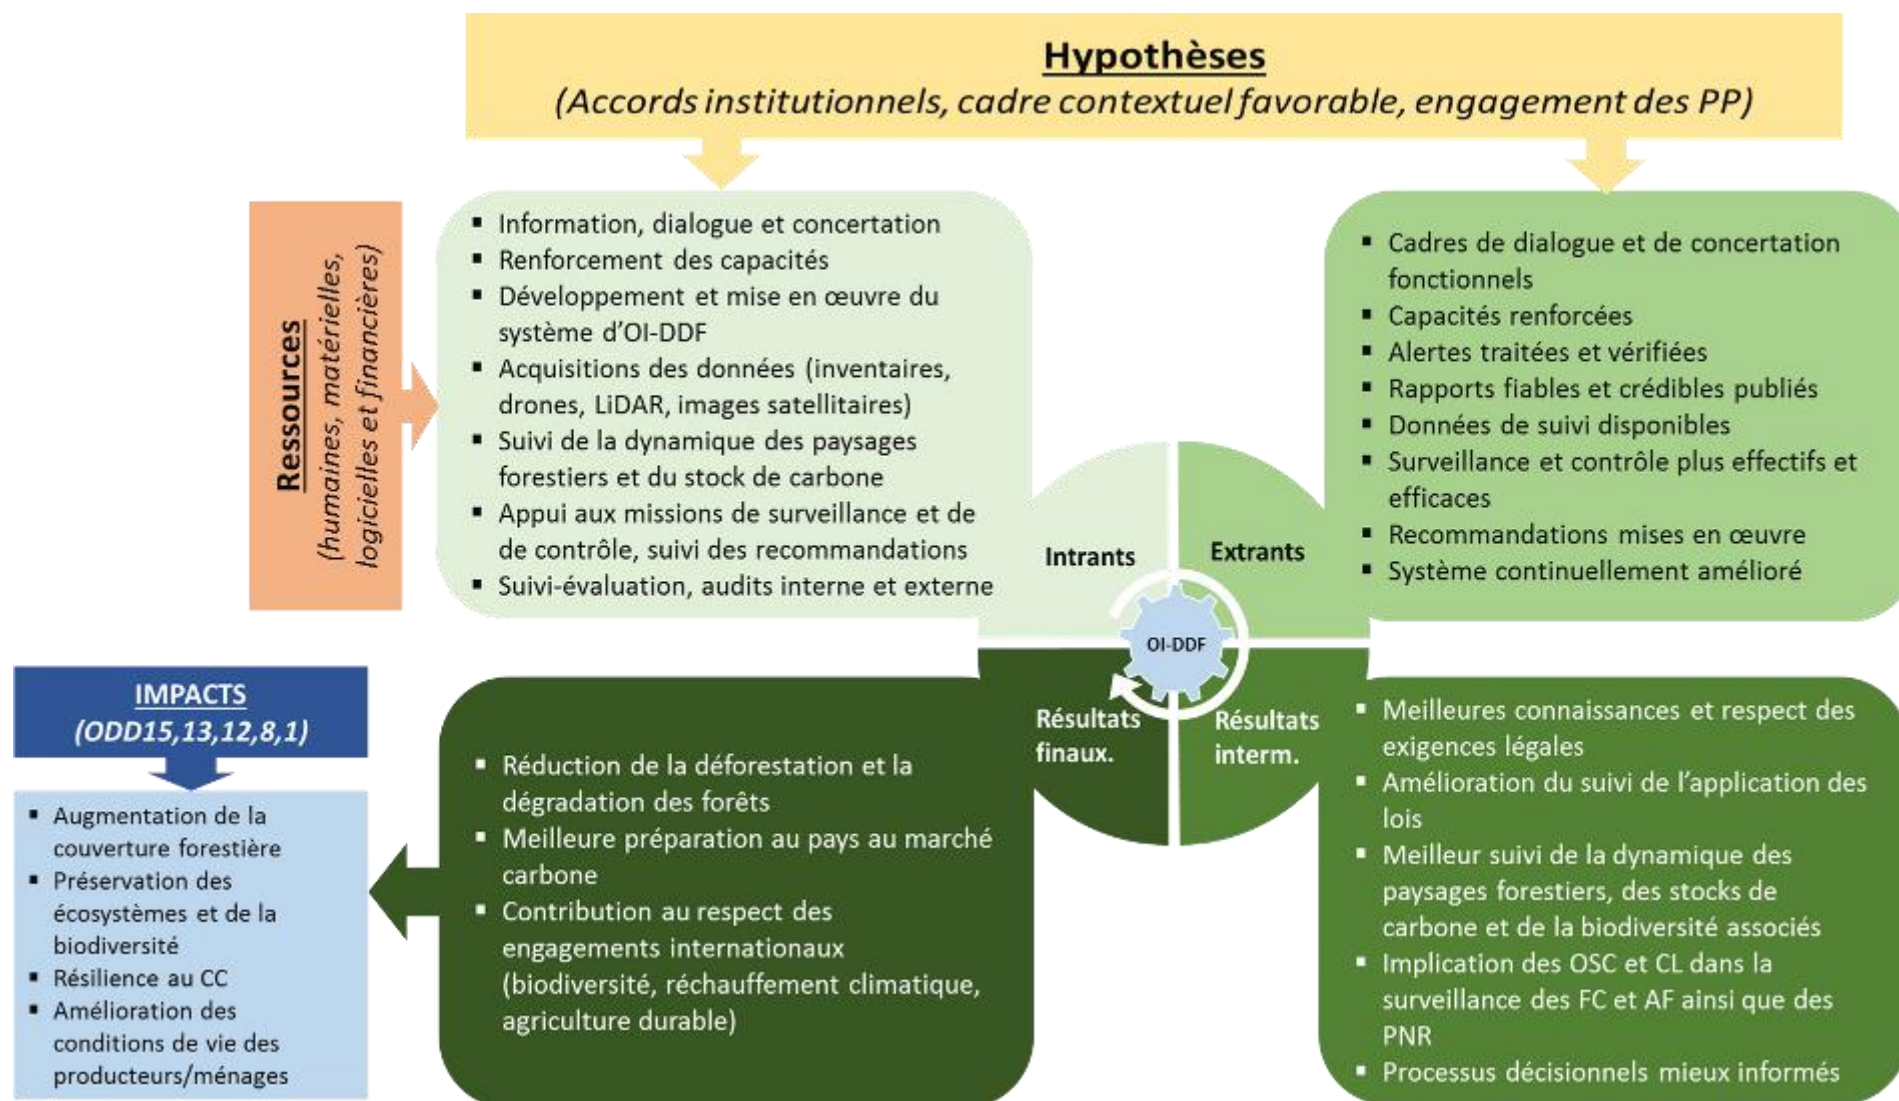 Hypothèses
(Accords institutionnels, cadre contextuel favorable, engagement des PP)
Ressources
(humaines, matérielles,
logicielles et financières)
▪ Information, dialogue et concertation
▪ Renforcement des capacités
▪ Développement et mise en œuvre du
système d'OI-DDF
▪ Acquisitions des données (inventaires,
drones, LiDAR, images satellitaires)
▪ Suivi de la dynamique des paysages
forestiers et du stock de carbone
▪ Appui aux missions de surveillance et de
de contrôle, suivi des recommandations
▪ Suivi-évaluation, audits interne et externe
▪ Cadres de dialogue et de concertation
fonctionnels
▪ Capacités renforcées
▪ Alertes traitées et vérifiées
▪ Rapports fiables et crédibles publiés
▪ Données de suivi disponibles
▪ Surveillance et contrôle plus effectifs et
efficaces
▪ Recommandations mises en œuvre
▪ Système continuellement amélioré
Intrants
Extrants
OI-DDF
Résultats
finaux.
Résultats
interm.
▪ Meilleures connaissances et respect des
exigences légales
▪ Amélioration du suivi de l'application des
lois
▪ Meilleur suivi de la dynamique des
paysages forestiers, des stocks de
carbone et de la biodiversité associés
▪ Implication des OSC et CL dans la
surveillance des FC et AF ainsi que des
PNR
▪ Processus décisionnels mieux informés
▪ Réduction de la déforestation et la
dégradation des forêts
▪ Meilleure préparation au pays au marché
carbone
▪ Contribution au respect des
engagements internationaux
(biodiversité, réchauffement climatique,
agriculture durable)
IMPACTS
(ODD15,13,12,8,1)
▪ Augmentation de la
couverture forestière
▪ Préservation des
écosystèmes et de la
biodiversité
▪ Résilience au CC
▪ Amélioration des
conditions de vie des
producteurs/ménages